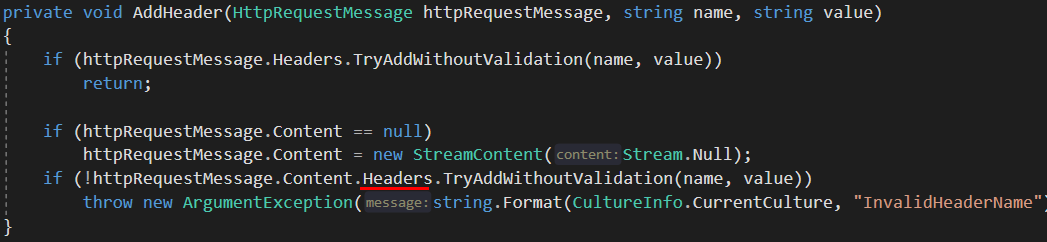 private void AddHeader(HttpRequestMessage httpRequestMessage, string name, string value)
{
if (httpRequestMessage.Headers.TryAddWithoutValidation(name, value))
return;
if (httpRequestMessage.Content == null)
httpRequestMessage.Content = new StreamContent(content:Stream.Null);
if (!httpRequestMessage.Content.Headers.TryAddWithoutValidation(name, value))
throw new ArgumentException(message:string.Format(CultureInfo.CurrentCulture, "InvalidHeaderName")
}